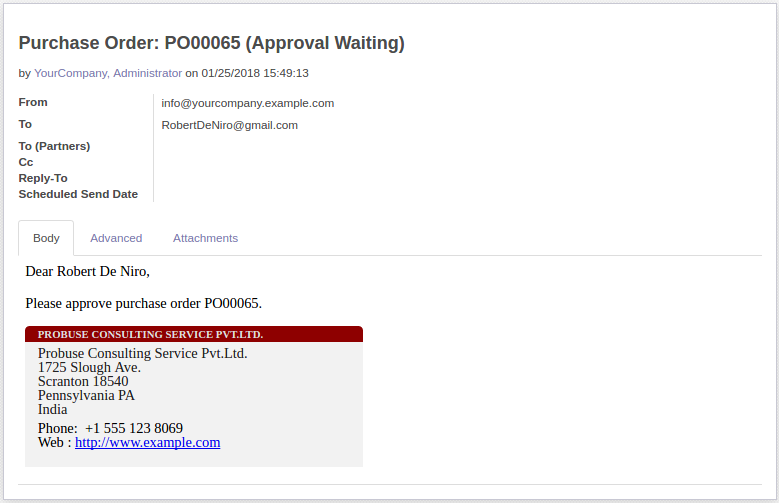 Purchase Order: PO00065 (Approval Waiting)
by YourCompany, Administrator on 01/25/2018 15:49:13
From info@yourcompany.example.com
To RobertDeNiro@gmail.com
To (Partners)
Cc
Reply-To
Scheduled Send Date
Body Advanced Attachments
Dear Robert De Niro,
Please approve purchase order PO00065.
PROBUSE CONSULTING SERVICE PVT.LTD.
Probuse Consulting Service Pvt.Ltd.
1725 Slough Ave.
Scranton 18540
Pennsylvania PA
India
Phone:  +1 555 123 8069
Web : http://www.example.com